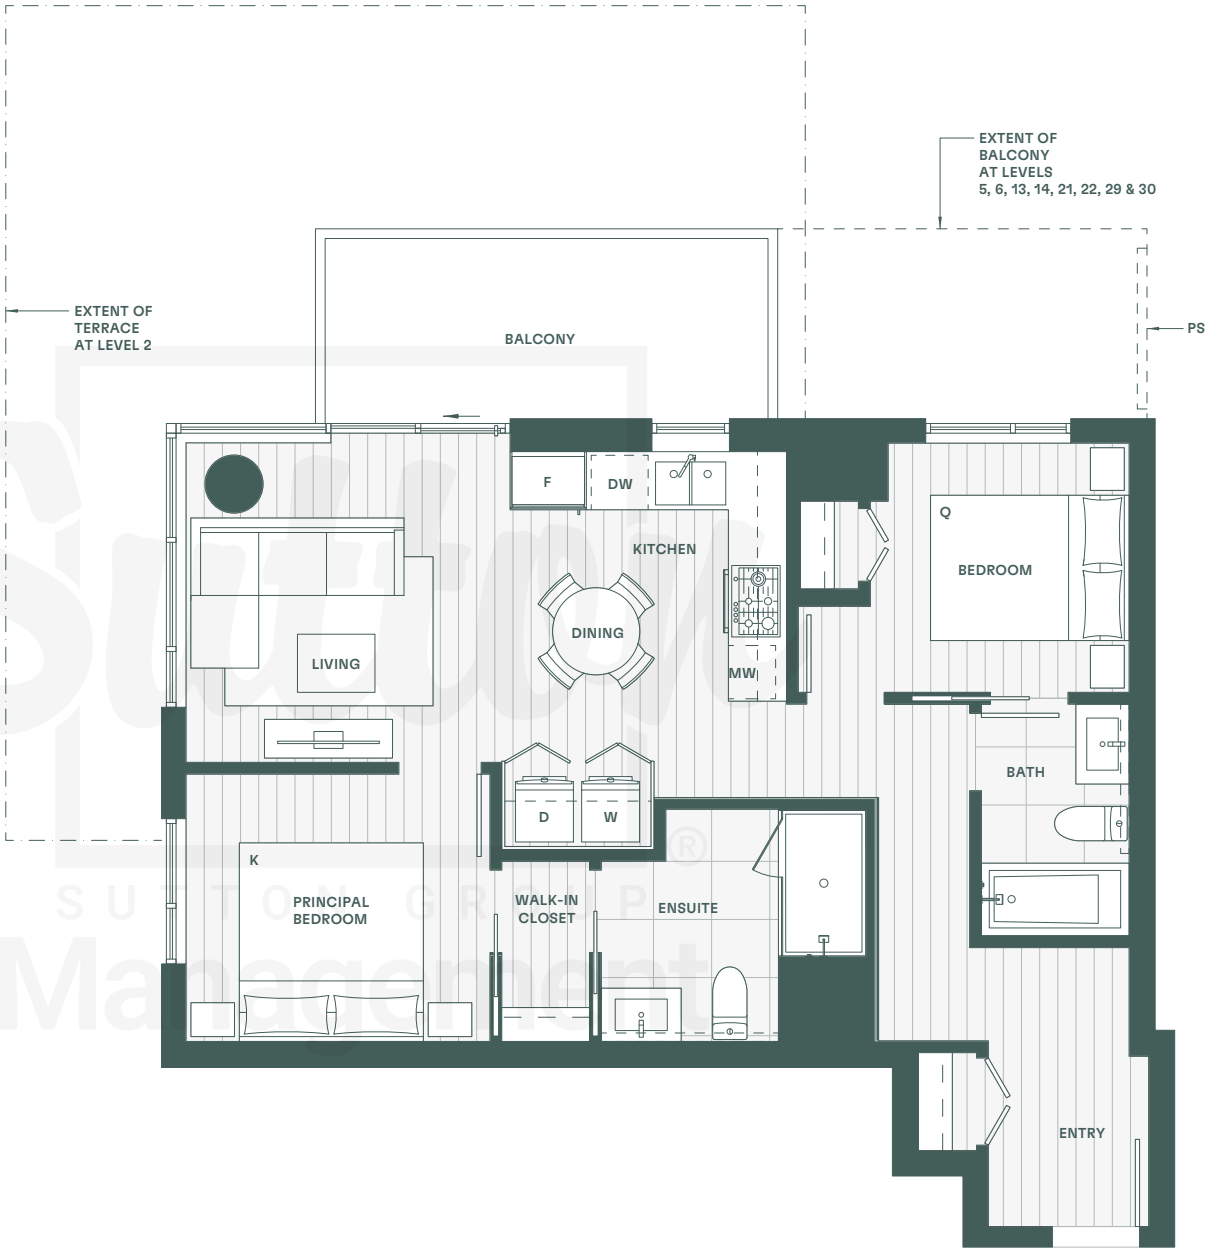 EXTENT OF
BALCONY
AT LEVELS
5, 6, 13, 14, 21, 22, 29 & 30
EXTENT OF
TERRACE
AT LEVEL 2
PS
BALCONY
F
DW
KITCHEN
Q
BEDROOM
DINING
LIVING
MW
BATH
D
W
K
PRINCIPAL
BEDROOM
WALK-IN
CLOSET
ENSUITE
ENTRY
Sutton
®
SUTTON GROUP
Management